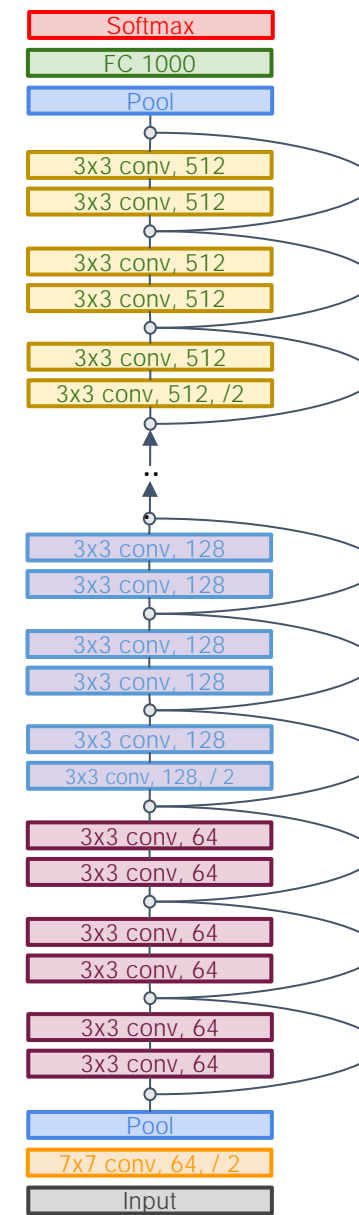 Softmax
FC 1000
Pool
3x3 conv, 512
3x3 conv, 512
3x3 conv, 512
3x3 conv, 512
3x3 conv, 512
3x3 conv, 512, /2
..
.
3x3 conv, 128
3x3 conv, 128
3x3 conv, 128
3x3 conv, 128
3x3 conv, 128
3x3 conv, 128, / 2
3x3 conv, 64
3x3 conv, 64
3x3 conv, 64
3x3 conv, 64
3x3 conv, 64
3x3 conv, 64
Pool
7x7 conv, 64, / 2
Input